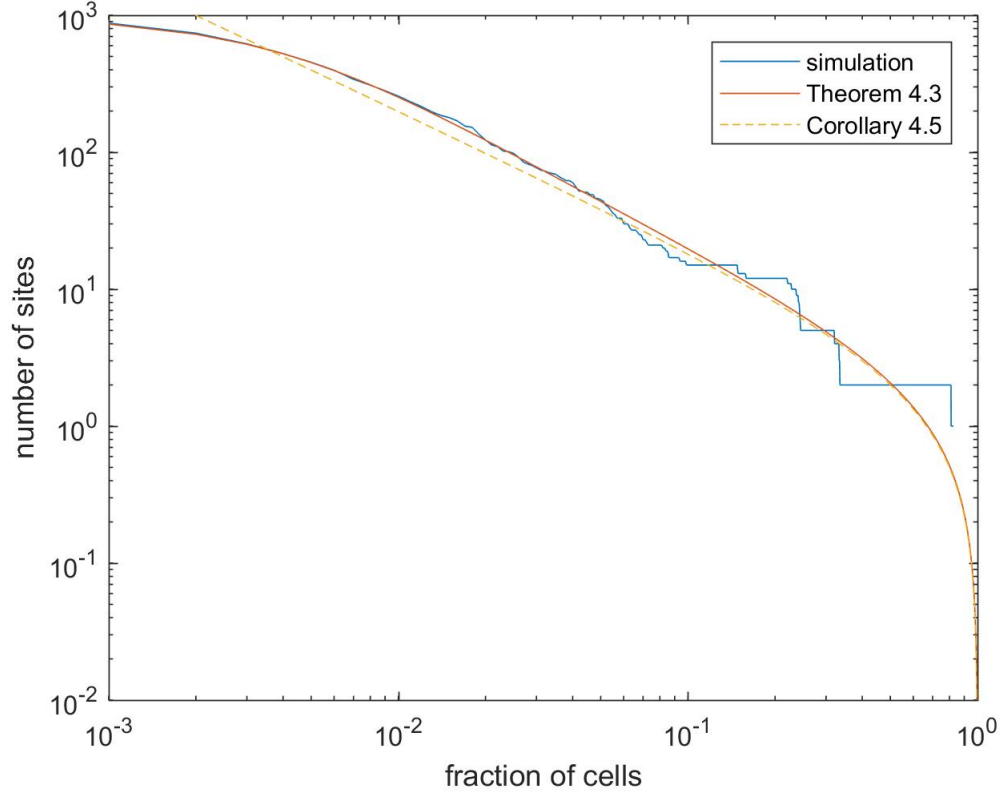 10^3
10^2
10^1
10^0
10^-1
10^-2
number of sites
simulation
Theorem 4.3
Corollary 4.5
10^-3
10^-2
10^-1
10^0
fraction of cells